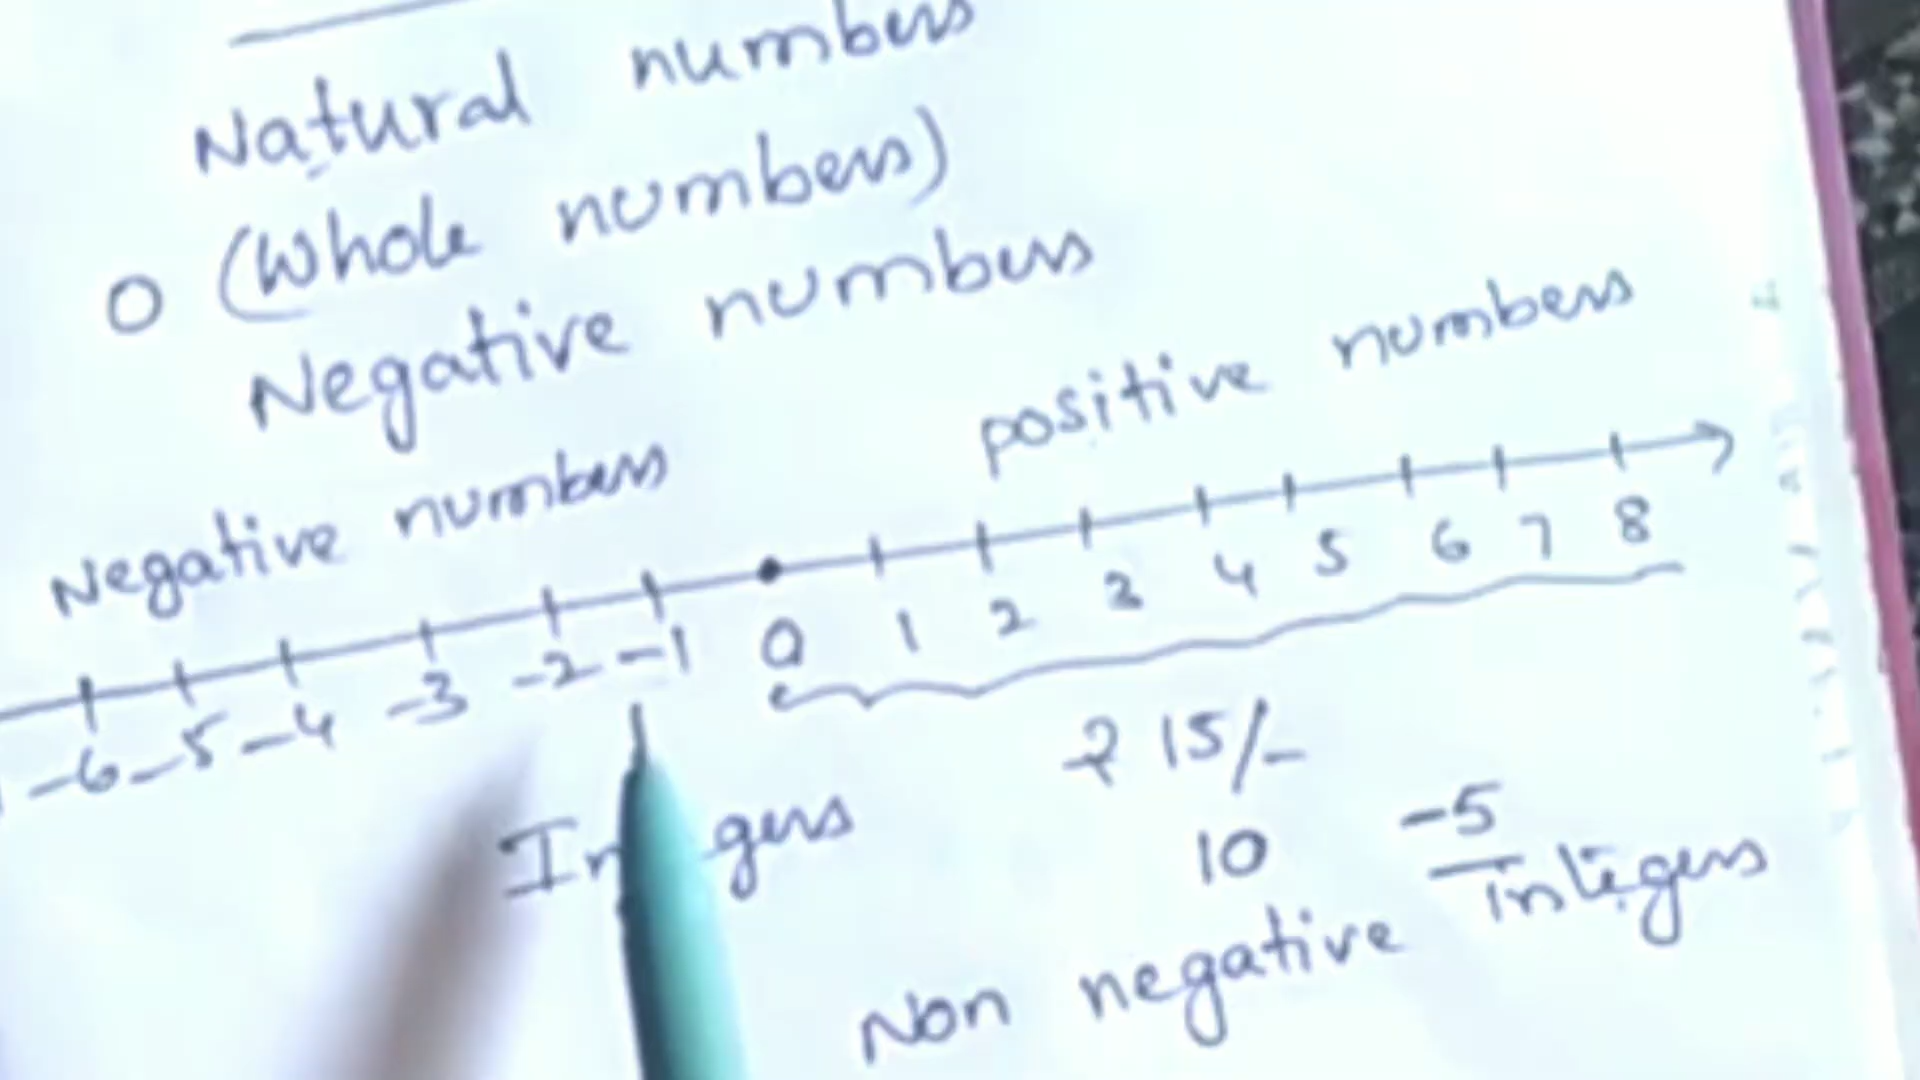 Natural numbers
0 (Whole numbers)
Negative numbers
Negative numbers positive numbers
-6 -5 -4 -3 -2 -1 0 1 2 3 4 5 6 7 8
₹ 15/-
10 -5
Non negative integers